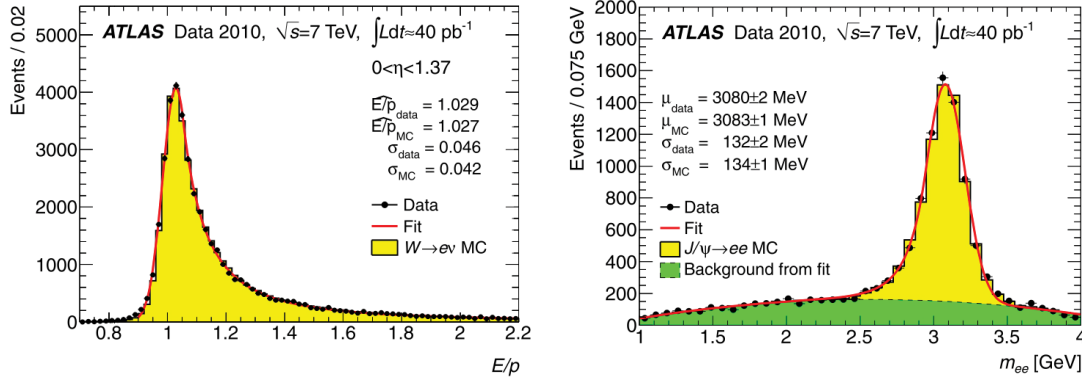 ATLAS Data 2010, √s=7 TeV, ∫Ldt≈40 pb⁻¹
0<η<1.37
E/p data = 1.029
E/p MC = 1.027
σdata = 0.046
σMC = 0.042
Data
Fit
W→eν MC
Events / 0.02
5000
4000
3000
2000
1000
0
0.8 1 1.2 1.4 1.6 1.8 2 2.2
E/p
ATLAS Data 2010, √s=7 TeV, ∫Ldt≈40 pb⁻¹
μdata = 3080±2 MeV
μMC = 3083±1 MeV
σdata = 132±2 MeV
σMC = 134±1 MeV
Data
Fit
J/ψ→ee MC
Background from fit
Events / 0.075 GeV
2000
1800
1600
1400
1200
1000
800
600
400
200
0
1 1.5 2 2.5 3 3.5 4
mee [GeV]